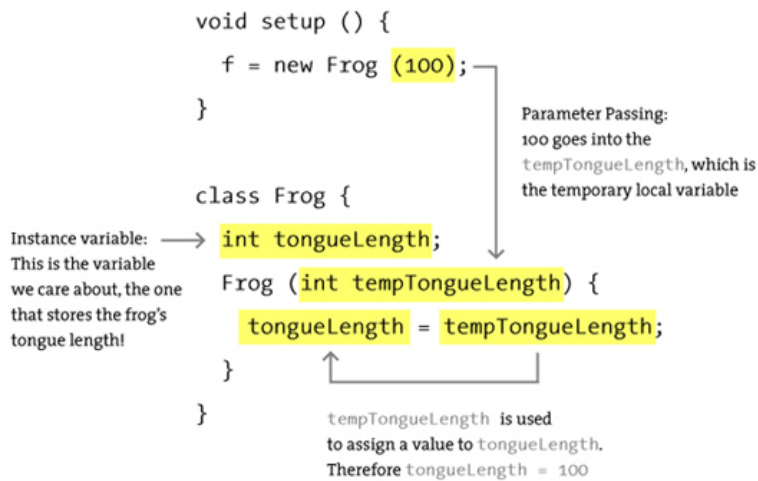 void setup () {
f = new Frog (100);
}
Parameter Passing:
100 goes into the
tempTongueLength, which is
the temporary local variable
class Frog {
Instance variable:
This is the variable
we care about, the one
that stores the frog's
tongue length!
int tongueLength;
Frog (int tempTongueLength) {
tongueLength = tempTongueLength;
}
}
tempTongueLength is used
to assign a value to tongueLength.
Therefore tongueLength = 100